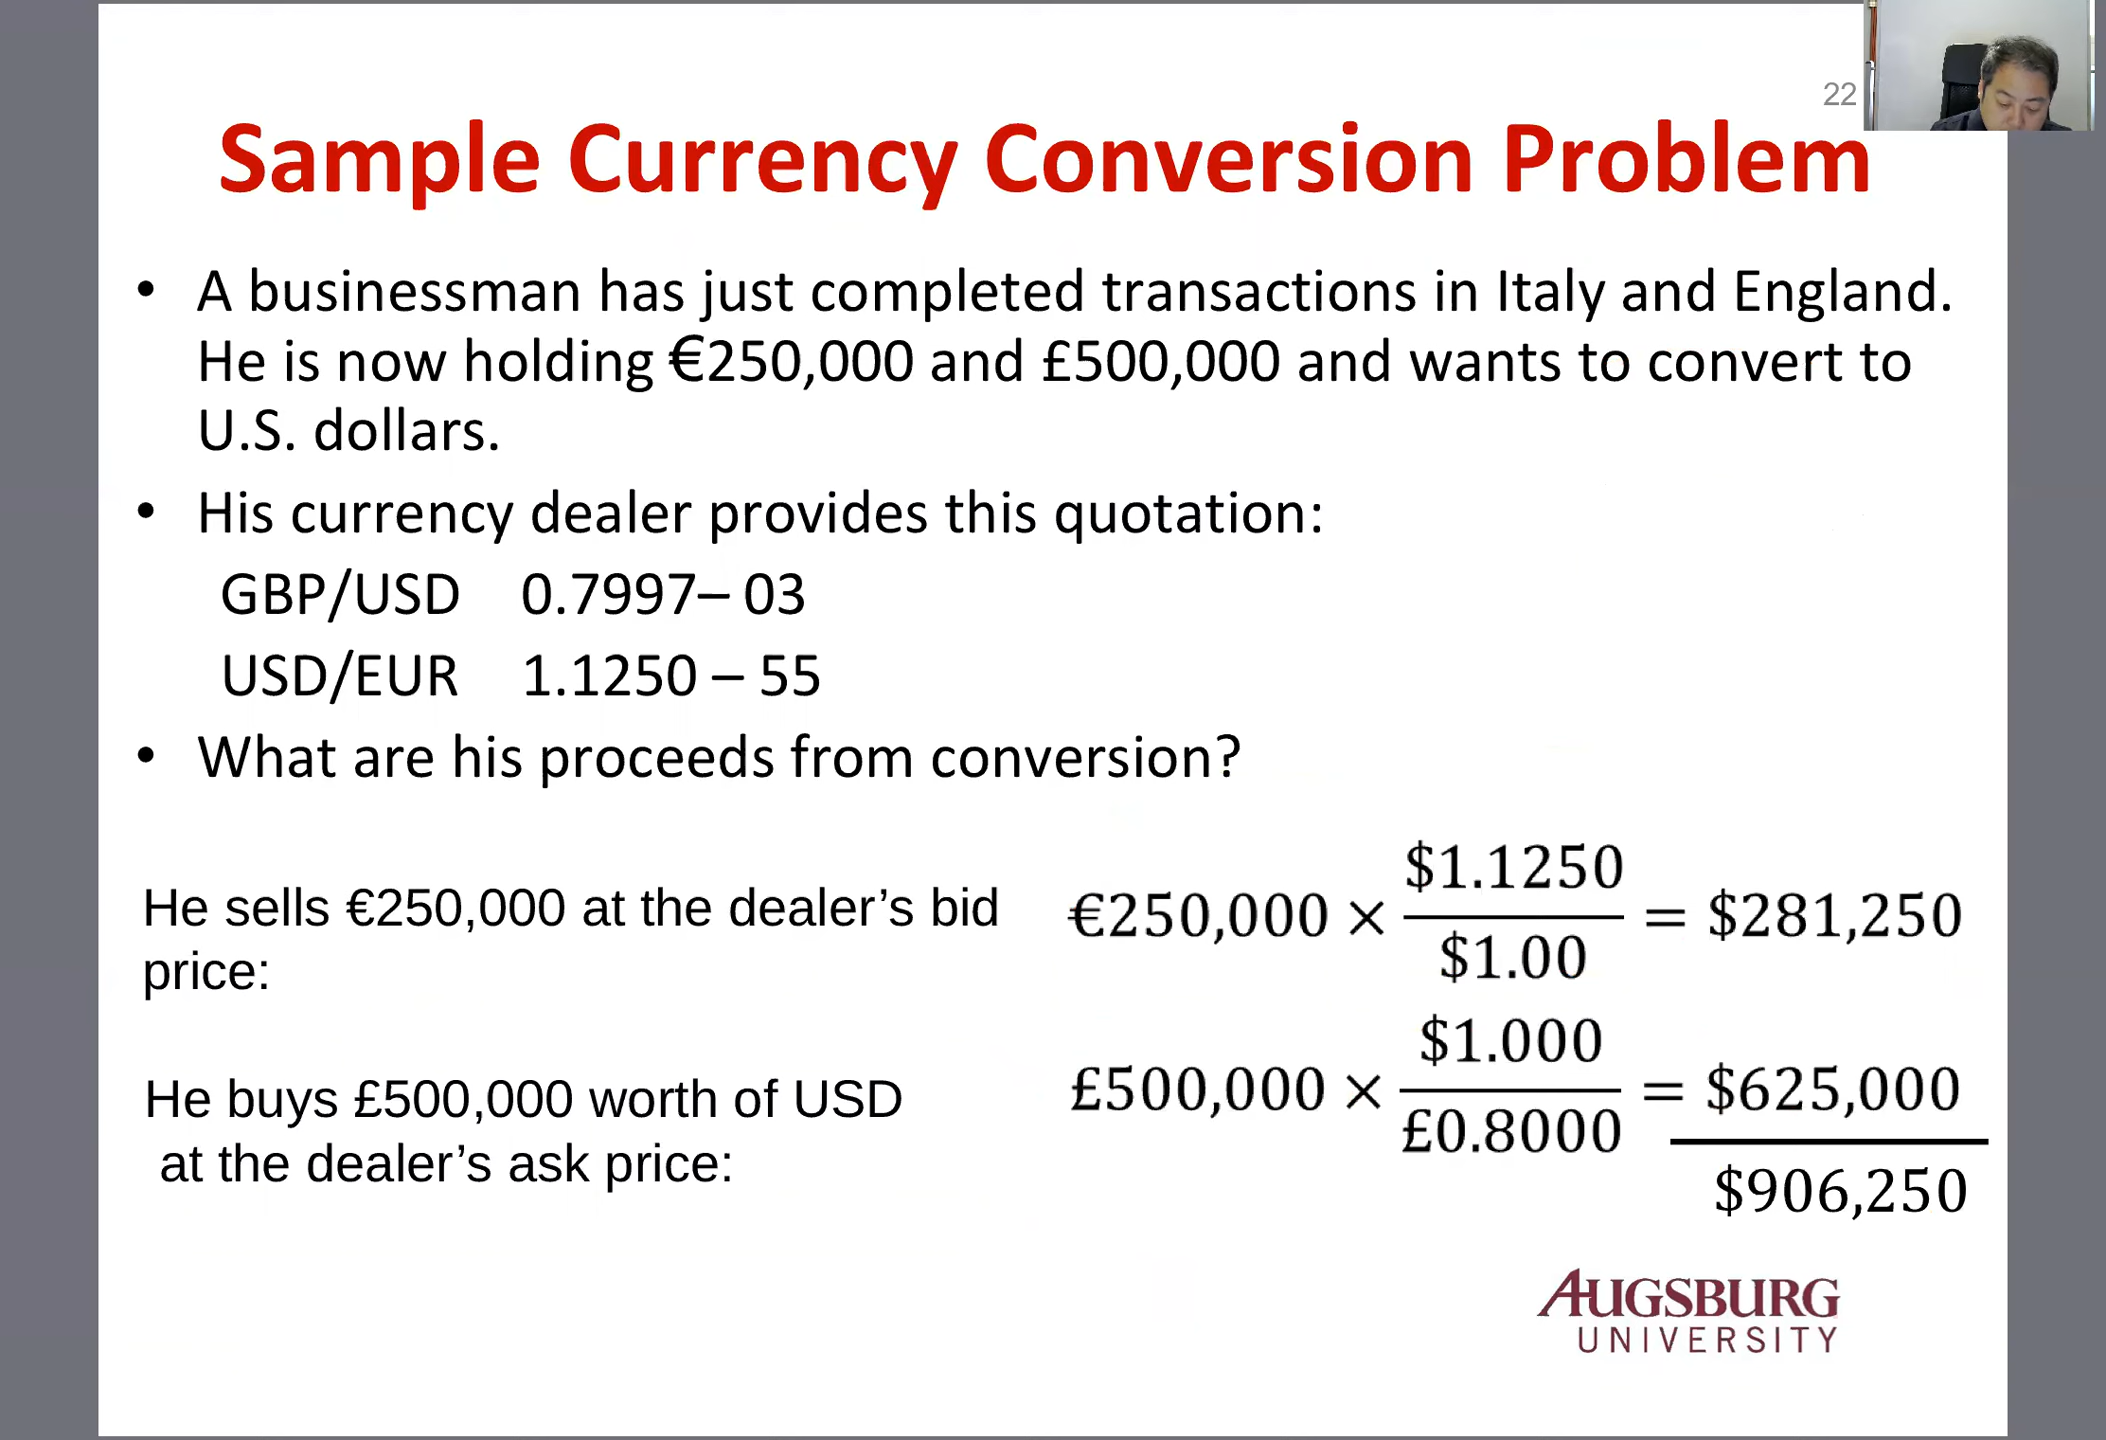 22
Sample Currency Conversion Problem
• A businessman has just completed transactions in Italy and England.
He is now holding €250,000 and £500,000 and wants to convert to
U.S. dollars.
• His currency dealer provides this quotation:
GBP/USD 0.7997– 03
USD/EUR 1.1250 – 55
• What are his proceeds from conversion?
He sells €250,000 at the dealer’s bid
price:
€250,000 × $1.1250 / $1.00 = $281,250
He buys £500,000 worth of USD
at the dealer’s ask price:
£500,000 × $1.000 / £0.8000 = $625,000
$906,250
AUGSBURG
UNIVERSITY